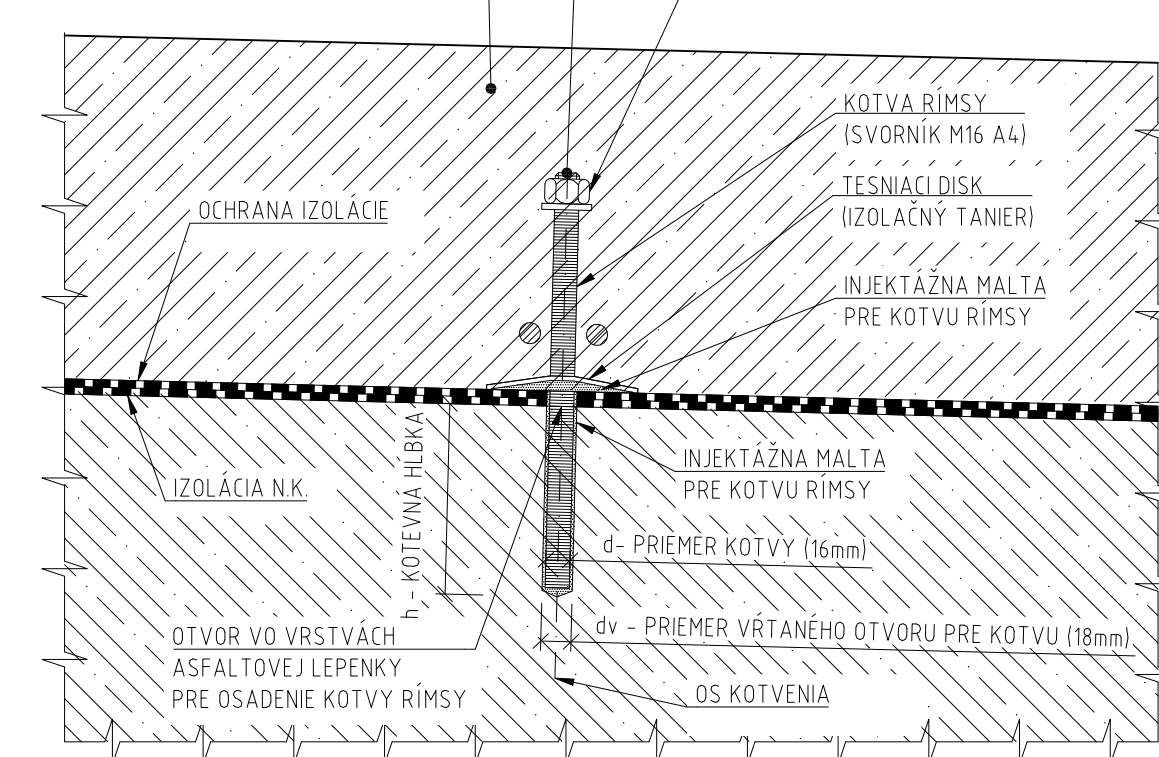 KOTVA RÍMSY
(SVORNÍK M16 A4)
TESNIACI DISK
(IZOLAČNÝ TANIER)
OCHRANA IZOLÁCIE
INJEKTÁŽNA MALTA
PRE KOTVU RÍMSY
h - KOTEVNÁ HĹBKA
INJEKTÁŽNA MALTA
PRE KOTVU RÍMSY
IZOLÁCIA N.K.
d- PRIEMER KOTVY (16mm)
dv - PRIEMER VŔTANÉHO OTVORU PRE KOTVU (18mm)
OTVOR VO VRSTVÁCH
ASFALTOVEJ LEPENKY
PRE OSADENIE KOTVY RÍMSY
OS KOTVENIA